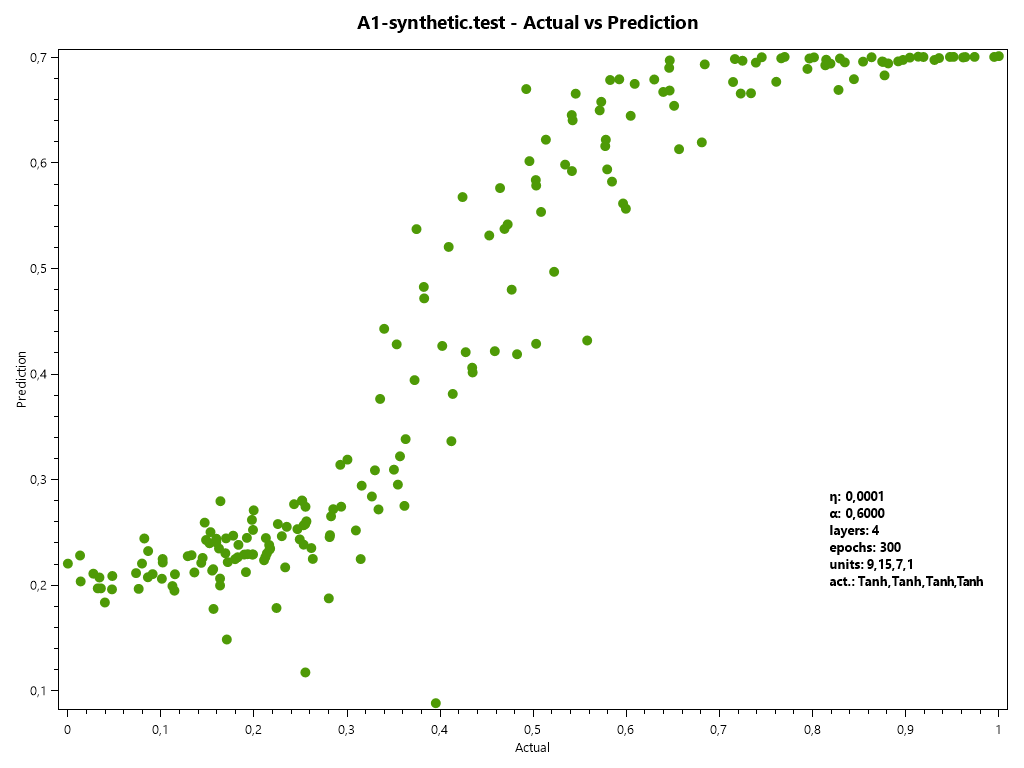 A1-synthetic.test - Actual vs Prediction
0,7
0,6
0,5
0,4
0,3
0,2
0,1
Prediction
η: 0,0001
α: 0,6000
layers: 4
epochs: 300
units: 9,15,7,1
act.: Tanh,Tanh,Tanh,Tanh
0 0,1 0,2 0,3 0,4 0,5 0,6 0,7 0,8 0,9 1
Actual